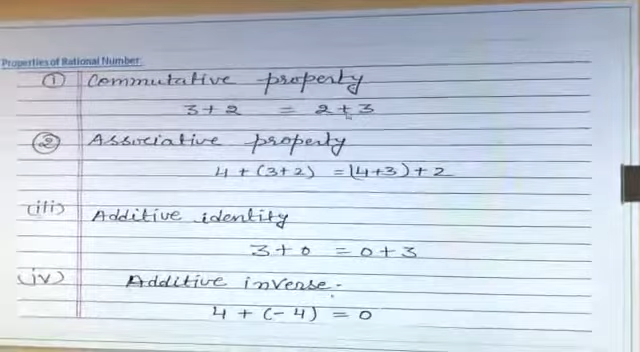 Properties of Rational Number
① Commutative property
3+2 = 2+3
② Associative property
4+(3+2) =(4+3)+2
(iii) Additive identity
3+0 = 0+3
(iv) Additive inverse.
4 + (-4) = 0